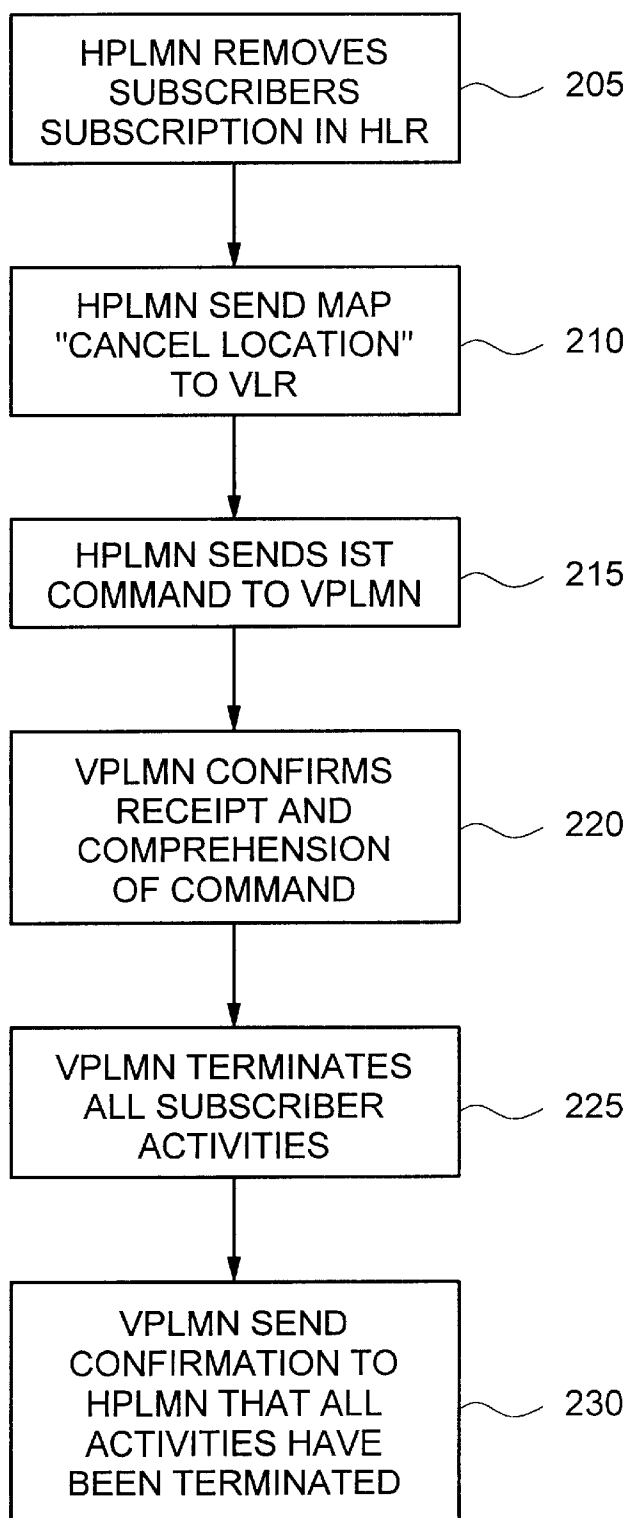 HPLMN REMOVES
SUBSCRIBERS
SUBSCRIPTION IN HLR
205
HPLMN SEND MAP
"CANCEL LOCATION"
TO VLR
210
HPLMN SENDS IST
COMMAND TO VPLMN
215
VPLMN CONFIRMS
RECEIPT AND
COMPREHENSION
OF COMMAND
220
VPLMN TERMINATES
ALL SUBSCRIBER
ACTIVITIES
225
VPLMN SEND
CONFIRMATION TO
HPLMN THAT ALL
ACTIVITIES HAVE
BEEN TERMINATED
230